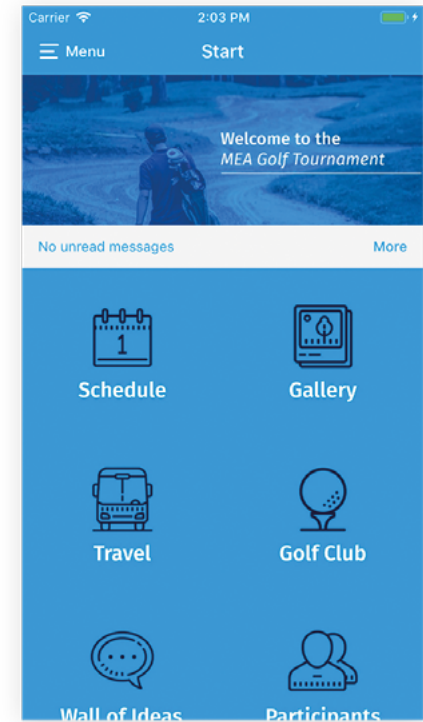 Carrier 2:03 PM
Menu Start
Welcome to the
MEA Golf Tournament
No unread messages More
1
Schedule Gallery
Travel Golf Club
Wall of Ideas Participants